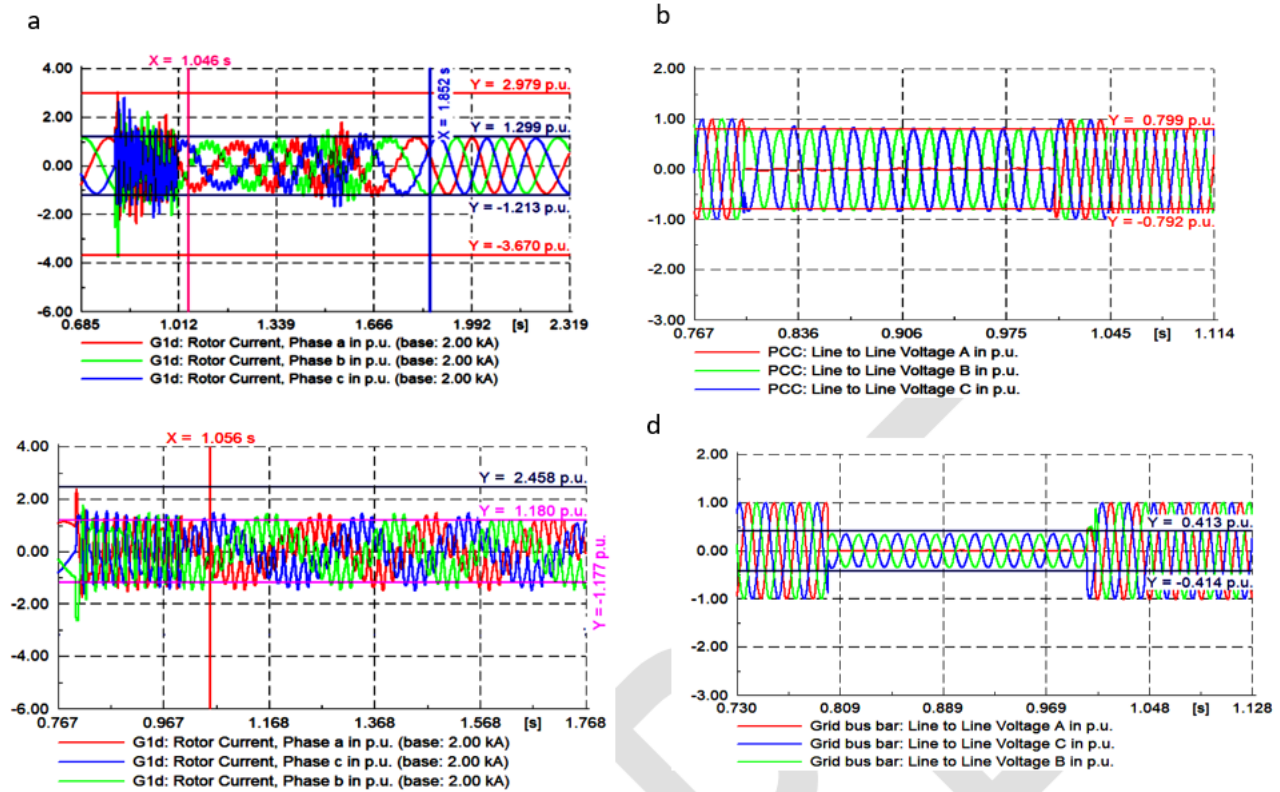 a
X = 1.046 s
4.00
Y = 2.979 p.u.
2.00
X = 1.852 s
Y = 1.299 p.u.
0.00
Y = -1.213 p.u.
-2.00
Y = -3.670 p.u.
-4.00
-6.00
0.685 1.012 1.339 1.666 1.992 [s] 2.319
G1d: Rotor Current, Phase a in p.u. (base: 2.00 kA)
G1d: Rotor Current, Phase b in p.u. (base: 2.00 kA)
G1d: Rotor Current, Phase c in p.u. (base: 2.00 kA)
b
2.00
1.00
Y = 0.799 p.u.
0.00
-1.00
Y = -0.792 p.u.
-2.00
-3.00
0.767 0.836 0.906 0.975 1.045 [s] 1.114
PCC: Line to Line Voltage A in p.u.
PCC: Line to Line Voltage B in p.u.
PCC: Line to Line Voltage C in p.u.
X = 1.056 s
4.00
Y = 2.458 p.u.
2.00
Y = 1.180 p.u.
0.00
Y = -1.177 p.u.
-2.00
-4.00
-6.00
0.767 0.967 1.168 1.368 1.568 [s] 1.768
G1d: Rotor Current, Phase a in p.u. (base: 2.00 kA)
G1d: Rotor Current, Phase c in p.u. (base: 2.00 kA)
G1d: Rotor Current, Phase b in p.u. (base: 2.00 kA)
d
2.00
1.00
Y = 0.413 p.u.
0.00
Y = -0.414 p.u.
-1.00
-2.00
-3.00
0.730 0.809 0.889 0.969 1.048 [s] 1.128
Grid bus bar: Line to Line Voltage A in p.u.
Grid bus bar: Line to Line Voltage C in p.u.
Grid bus bar: Line to Line Voltage B in p.u.